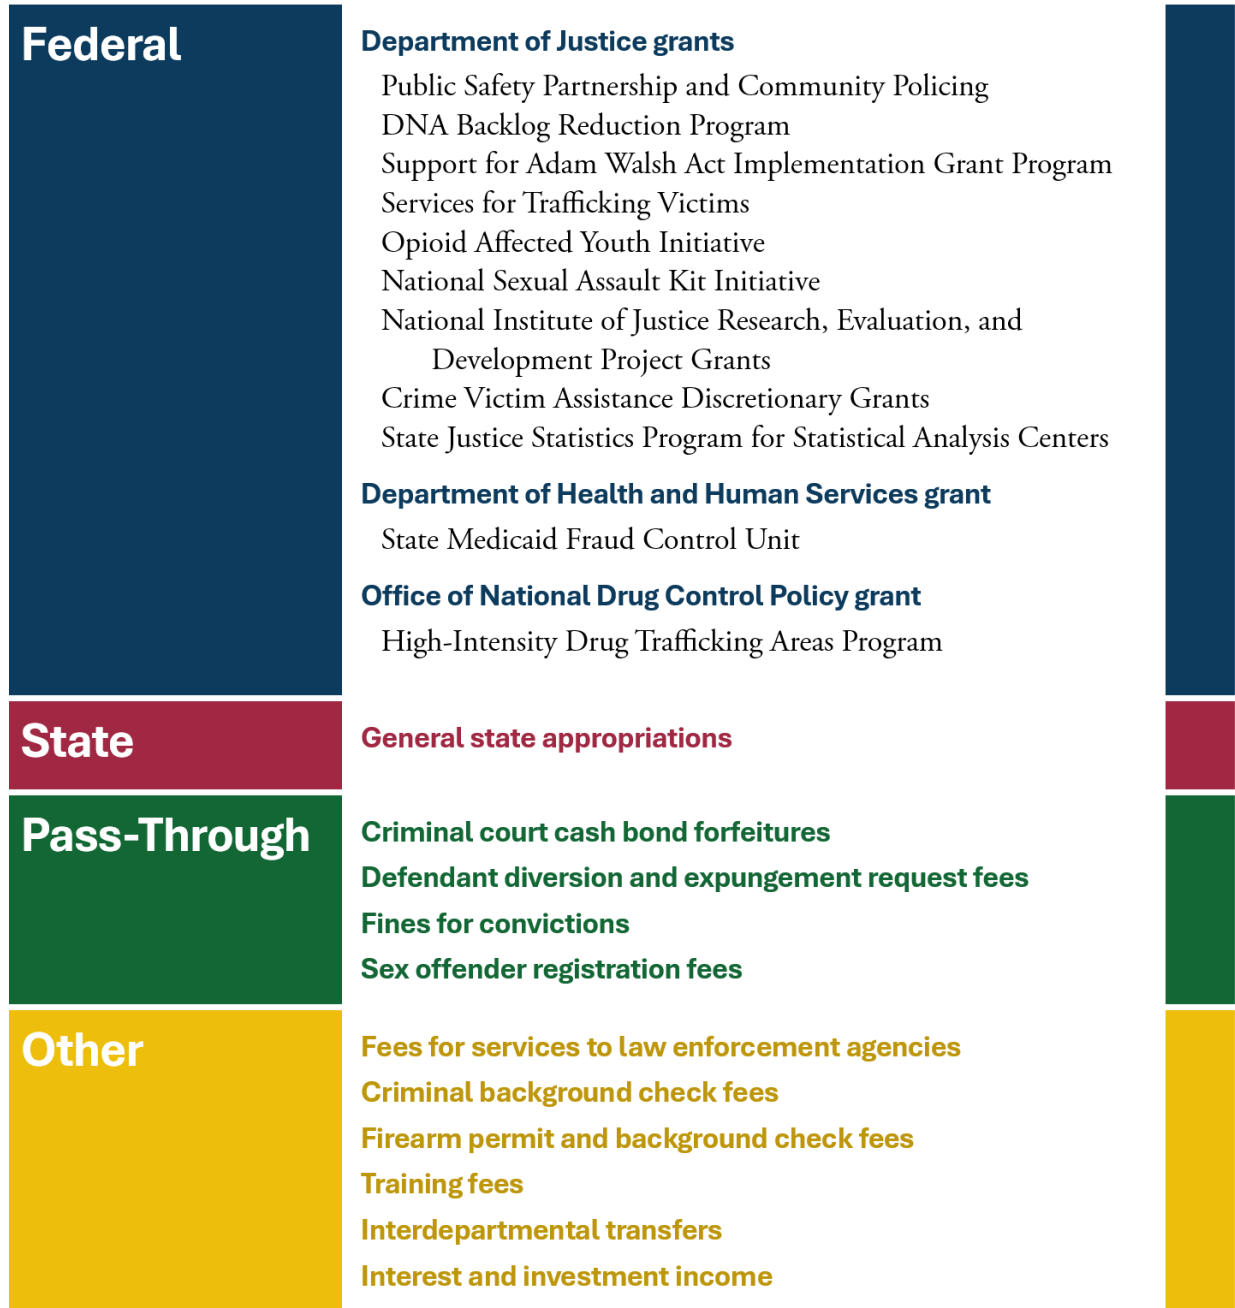 Federal
Department of Justice grants
Public Safety Partnership and Community Policing
DNA Backlog Reduction Program
Support for Adam Walsh Act Implementation Grant Program
Services for Trafficking Victims
Opioid Affected Youth Initiative
National Sexual Assault Kit Initiative
National Institute of Justice Research, Evaluation, and
Development Project Grants
Crime Victim Assistance Discretionary Grants
State Justice Statistics Program for Statistical Analysis Centers
Department of Health and Human Services grant
State Medicaid Fraud Control Unit
Office of National Drug Control Policy grant
High-Intensity Drug Trafficking Areas Program
State
General state appropriations
Pass-Through
Criminal court cash bond forfeitures
Defendant diversion and expungement request fees
Fines for convictions
Sex offender registration fees
Other
Fees for services to law enforcement agencies
Criminal background check fees
Firearm permit and background check fees
Training fees
Interdepartmental transfers
Interest and investment income